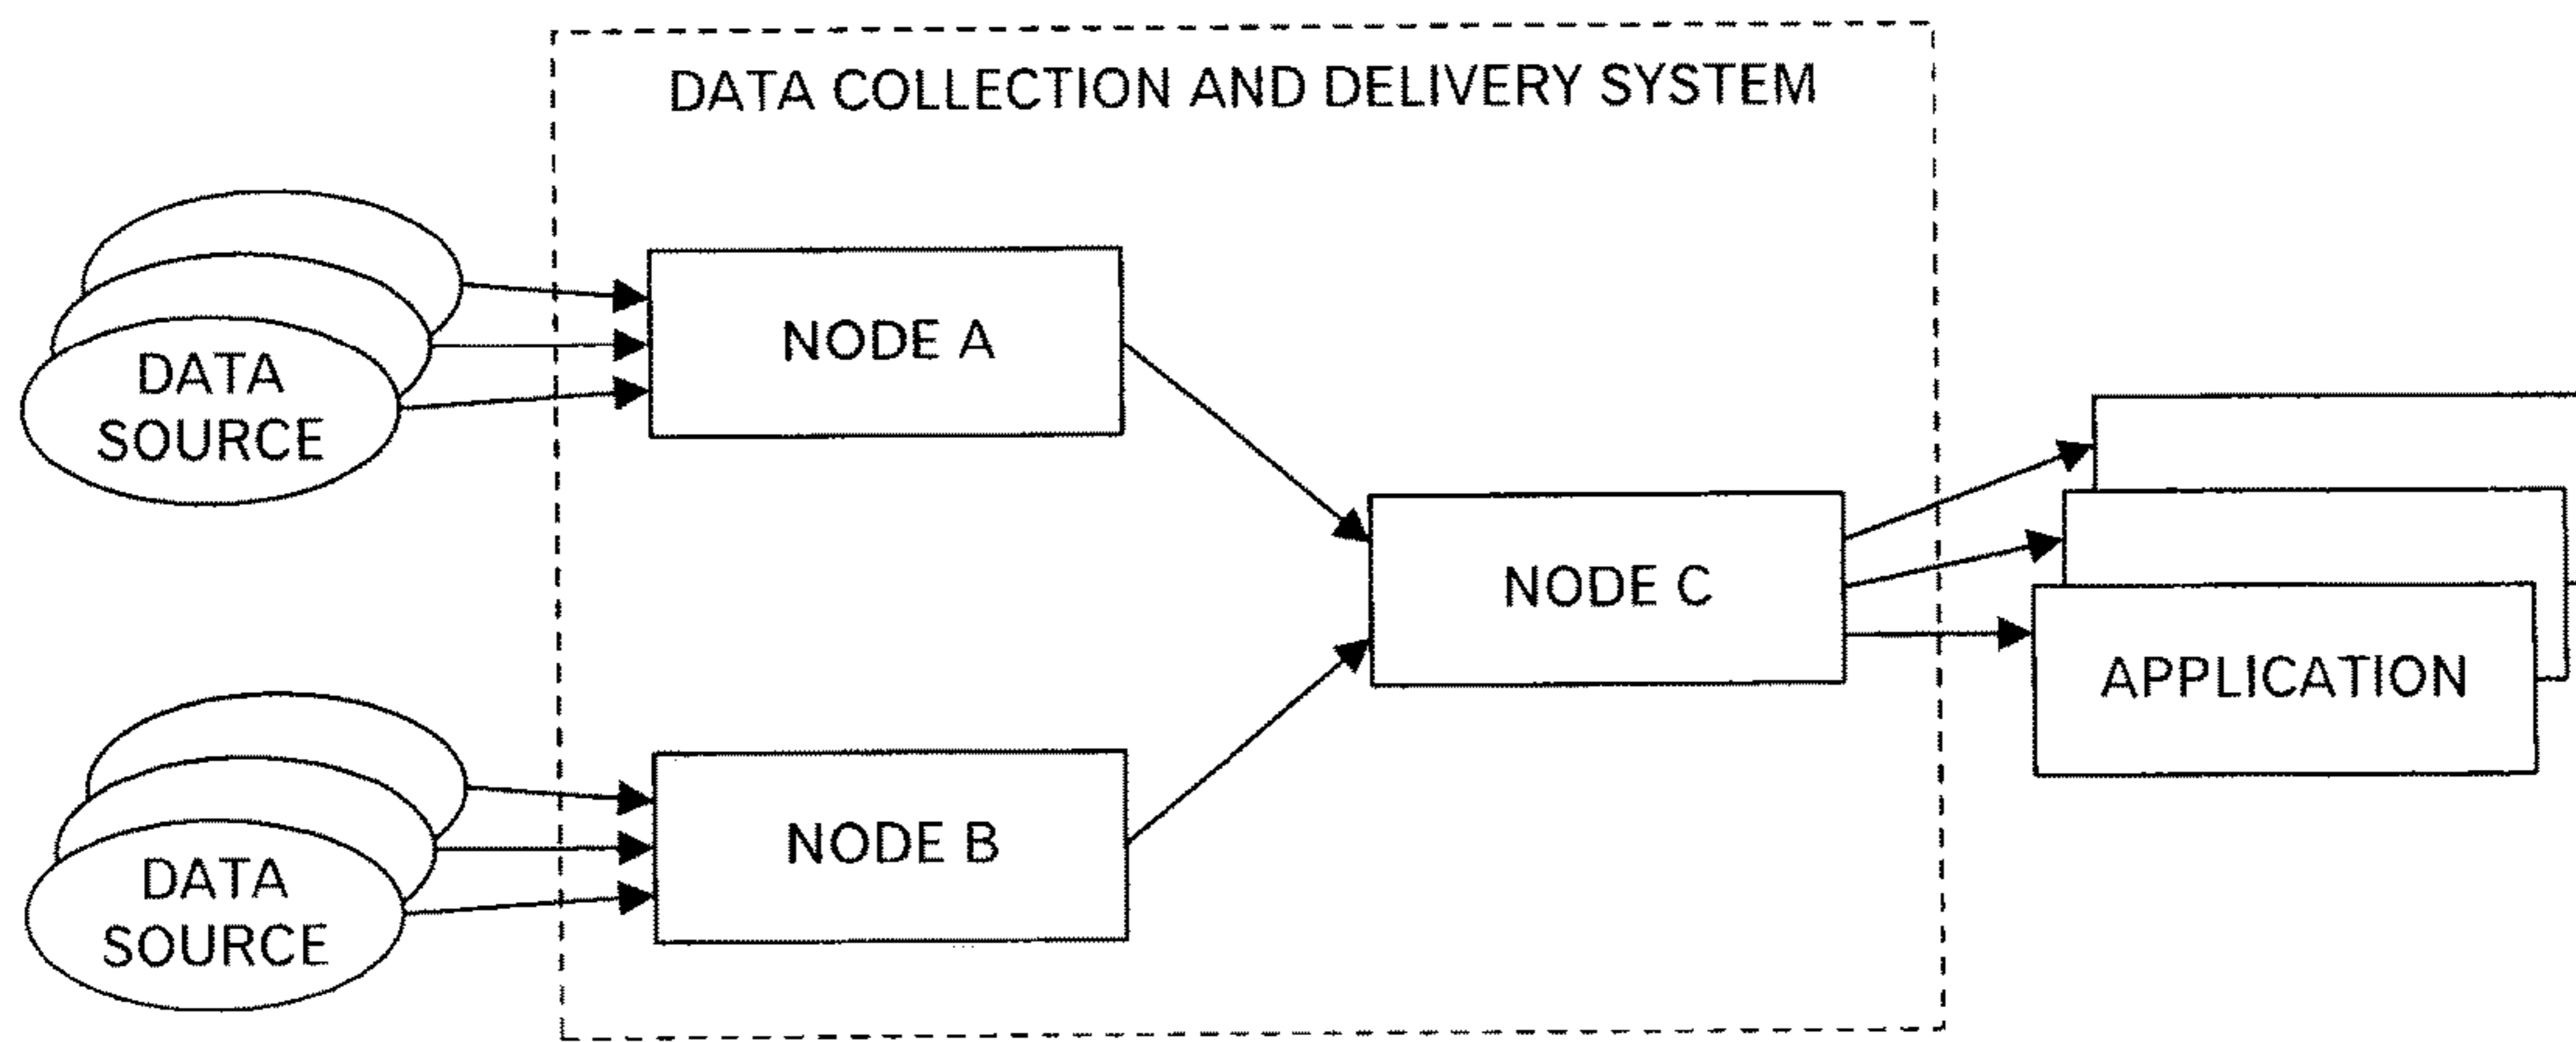 DATA COLLECTION AND DELIVERY SYSTEM
DATA
SOURCE
NODE A
NODE C
APPLICATION
DATA
SOURCE
NODE B